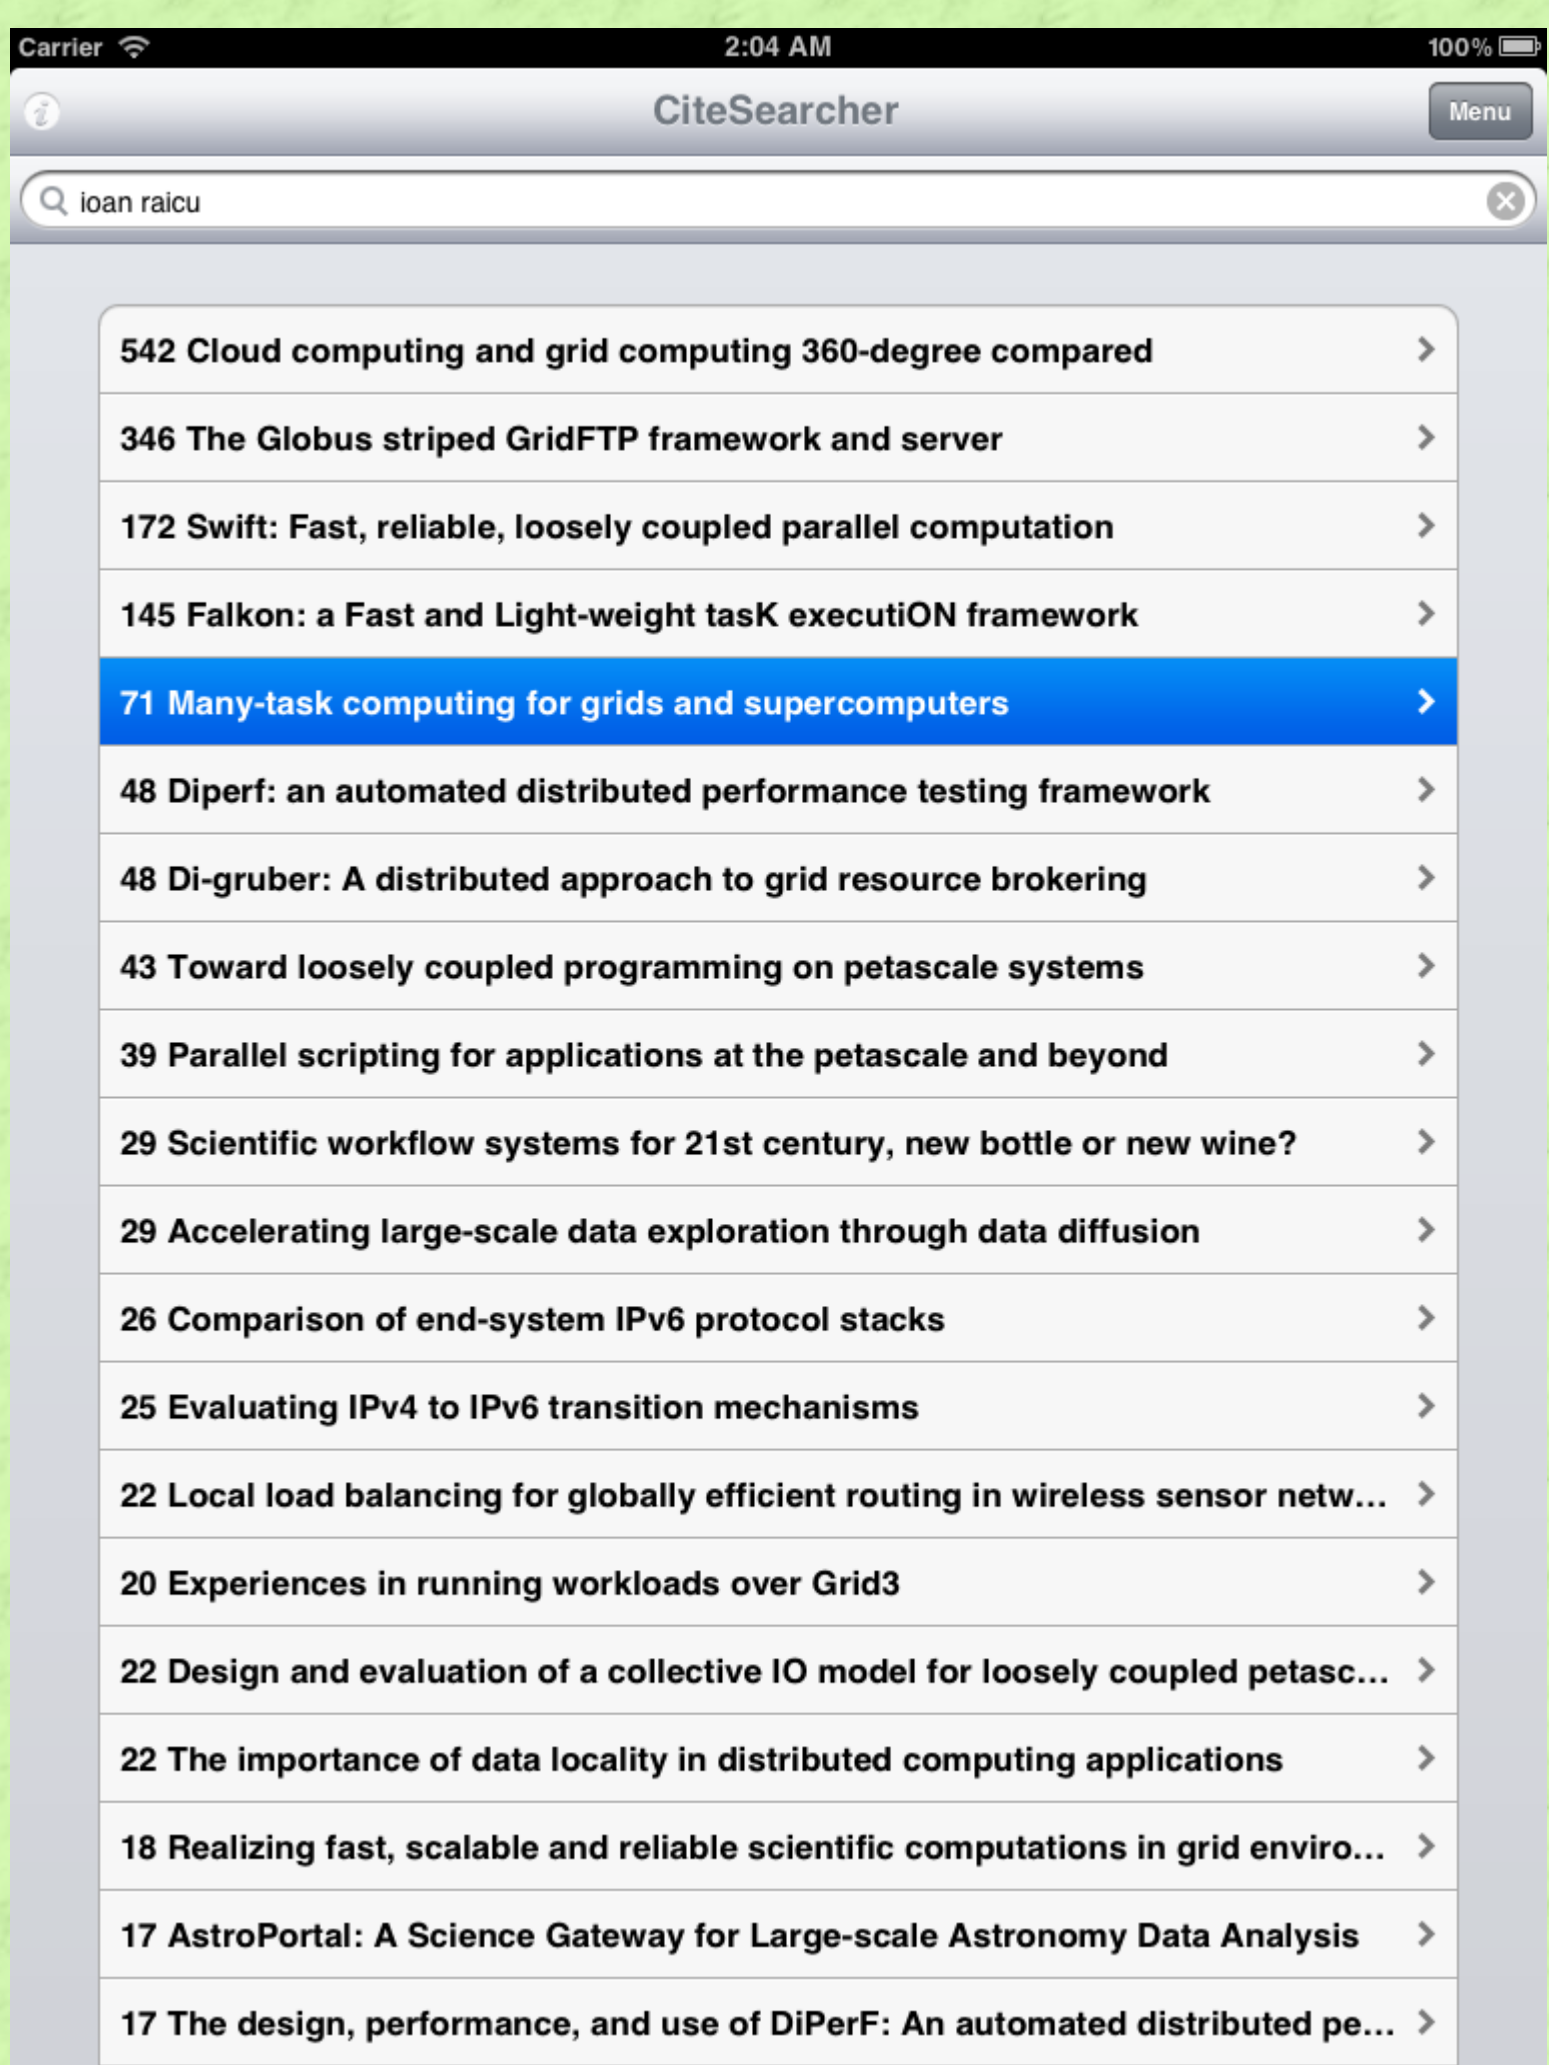 Carrier 2:04 AM 100%
CiteSearcher Menu
ioan raicu
542 Cloud computing and grid computing 360-degree compared
346 The Globus striped GridFTP framework and server
172 Swift: Fast, reliable, loosely coupled parallel computation
145 Falkon: a Fast and Light-weight tasK executiON framework
71 Many-task computing for grids and supercomputers
48 Diperf: an automated distributed performance testing framework
48 Di-gruber: A distributed approach to grid resource brokering
43 Toward loosely coupled programming on petascale systems
39 Parallel scripting for applications at the petascale and beyond
29 Scientific workflow systems for 21st century, new bottle or new wine?
29 Accelerating large-scale data exploration through data diffusion
26 Comparison of end-system IPv6 protocol stacks
25 Evaluating IPv4 to IPv6 transition mechanisms
22 Local load balancing for globally efficient routing in wireless sensor netw...
20 Experiences in running workloads over Grid3
22 Design and evaluation of a collective IO model for loosely coupled petasc...
22 The importance of data locality in distributed computing applications
18 Realizing fast, scalable and reliable scientific computations in grid enviro...
17 AstroPortal: A Science Gateway for Large-scale Astronomy Data Analysis
17 The design, performance, and use of DiPerF: An automated distributed pe...